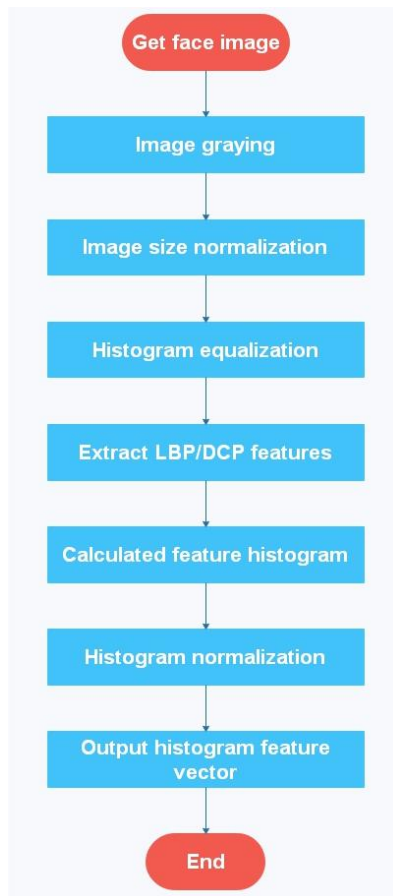 Get face image
Image graying
Image size normalization
Histogram equalization
Extract LBP/DCP features
Calculated feature histogram
Histogram normalization
Output histogram feature
vector
End